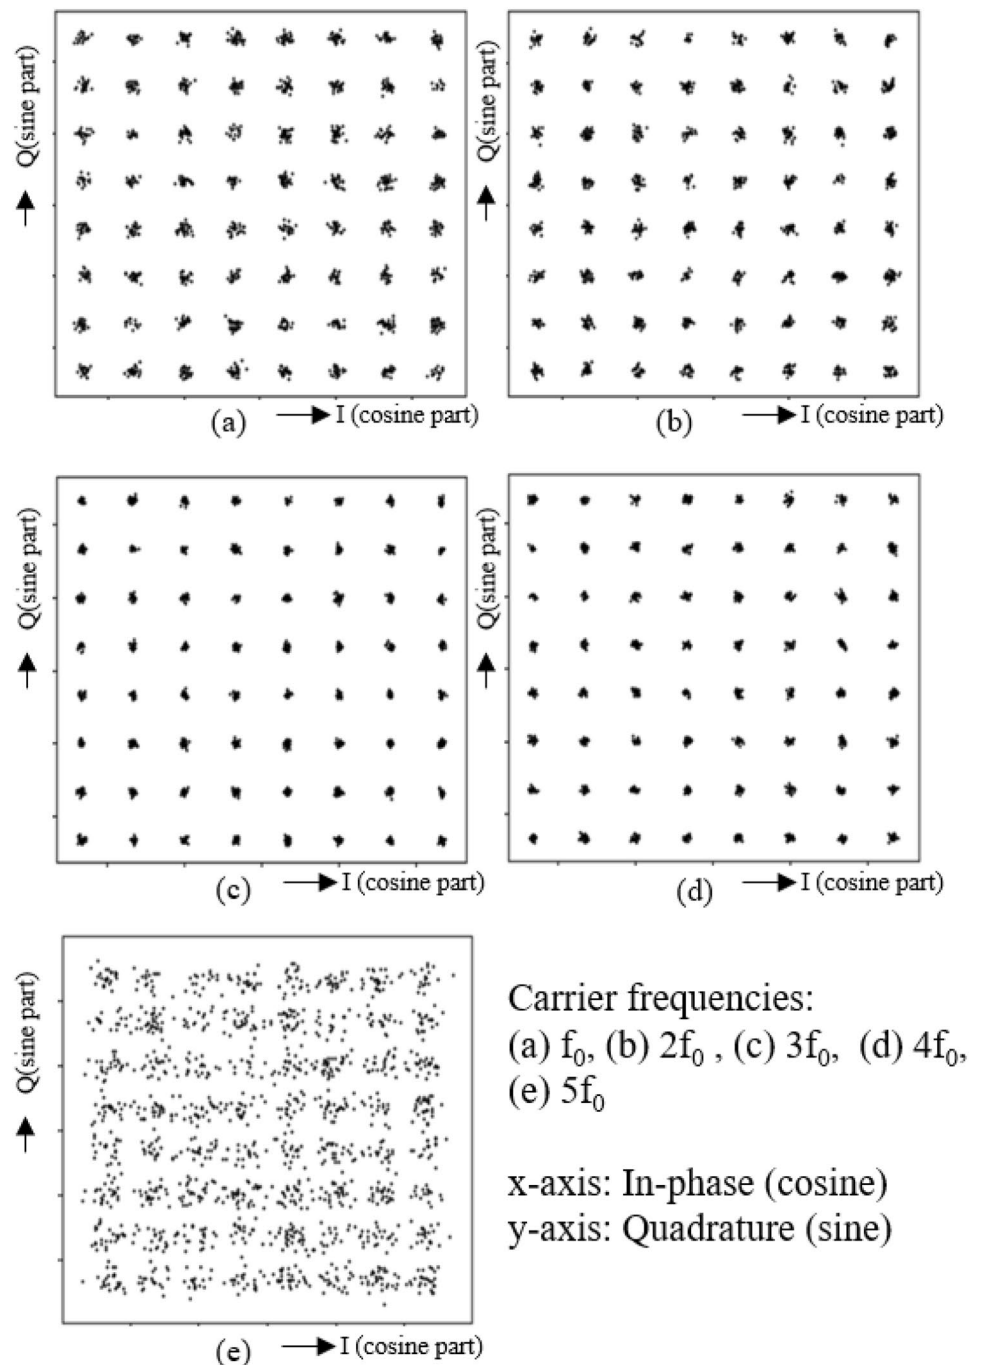 Q(sine part)
Q(sine part)
(a)
I (cosine part)
(b)
I (cosine part)
Q(sine part)
Q(sine part)
(c)
I (cosine part)
(d)
I (cosine part)
Q(sine part)
Carrier frequencies:
(a) f₀, (b) 2f₀ , (c) 3f₀, (d) 4f₀,
(e) 5f₀
x-axis: In-phase (cosine)
y-axis: Quadrature (sine)
(e)
I (cosine part)